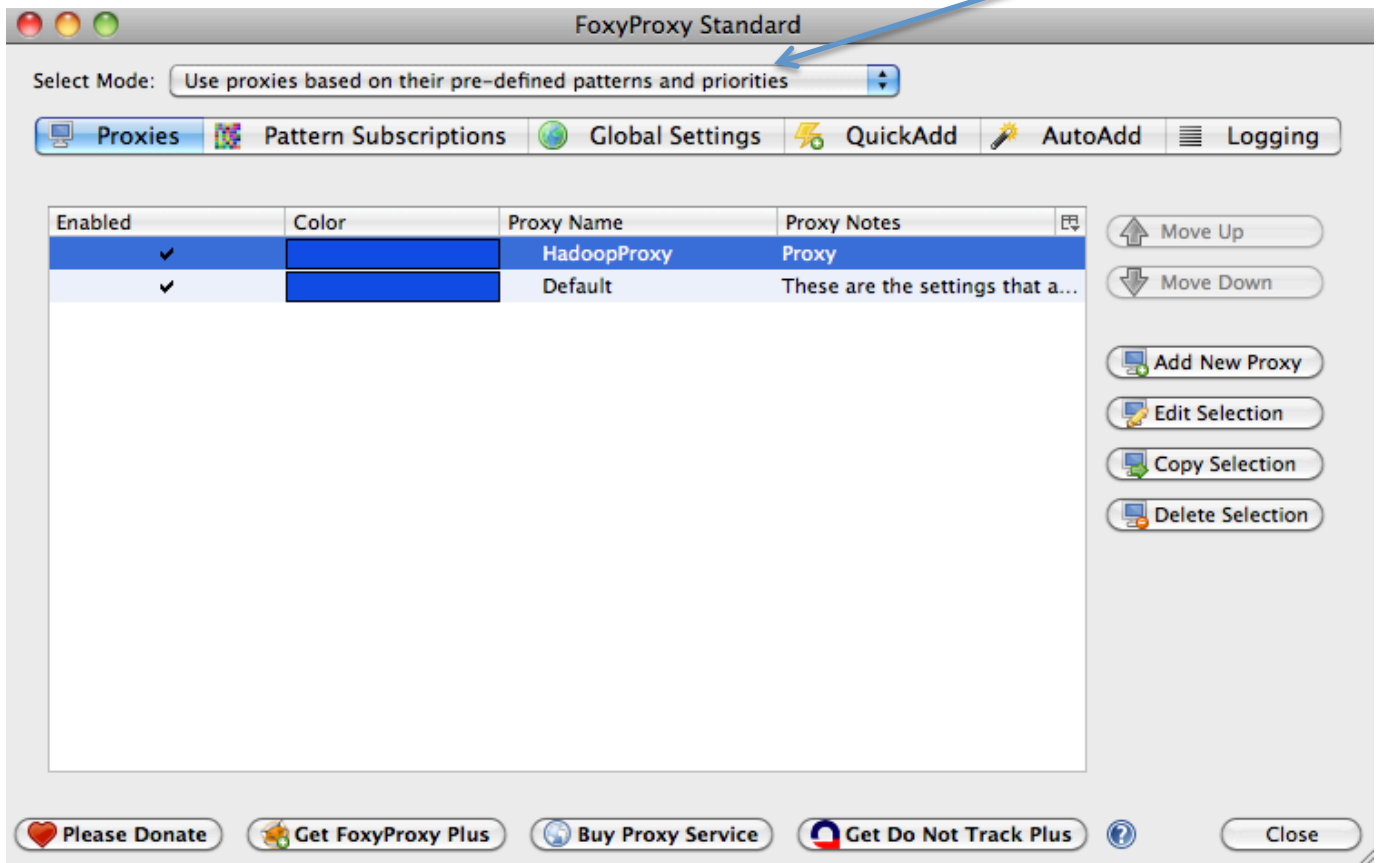 FoxyProxy Standard
Select Mode: Use proxies based on their pre-defined patterns and priorities
Proxies Pattern Subscriptions Global Settings QuickAdd AutoAdd Logging
Enabled Color Proxy Name Proxy Notes
HadoopProxy Proxy
Default These are the settings that a...
Move Up
Move Down
Add New Proxy
Edit Selection
Copy Selection
Delete Selection
Please Donate Get FoxyProxy Plus Buy Proxy Service Get Do Not Track Plus ? Close